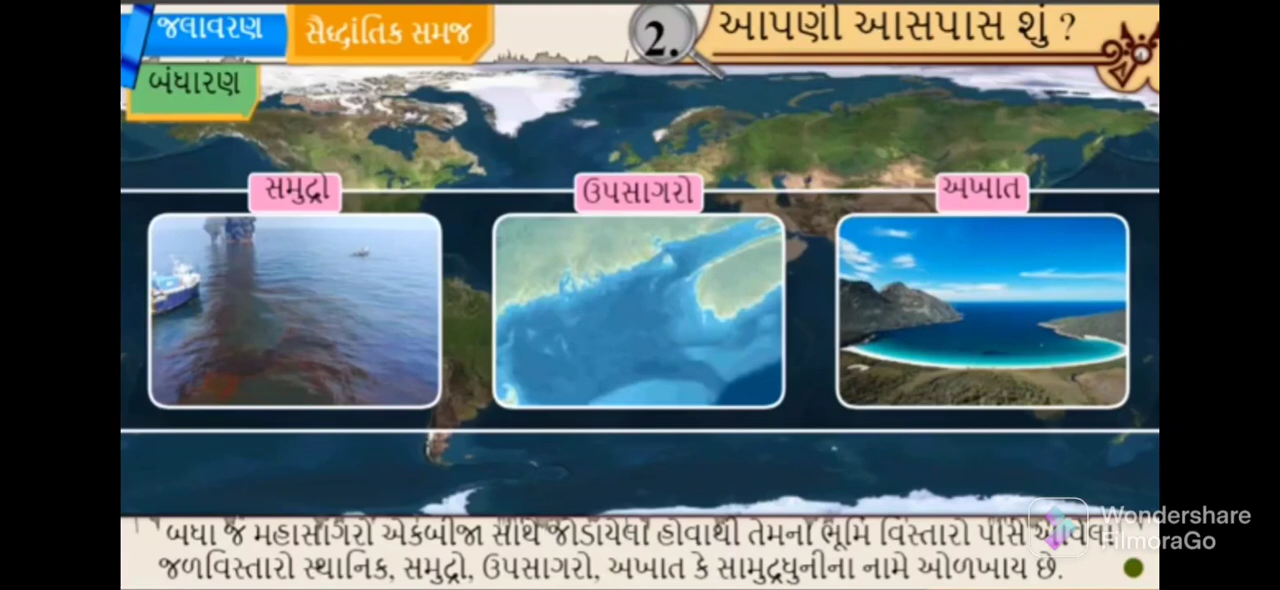 જલાવરણ
સૈદ્ધાંતિક સમજ
2.
આપણી આસપાસ શું ?
બંધારણ
સમુદ્રો
ઉપસાગરો
અખાત
બધા જ મહાસાગરો એકબીજા સાથે જોડાયેલા હોવાથી તેમના ભૂમિ વિસ્તારો પાસે આવેલા
જળવિસ્તારો સ્થાનિક, સમુદ્રો, ઉપસાગરો, અખાત કે સામુદ્રધુનીના નામે ઓળખાય છે.
Wondershare
FilmoraGo